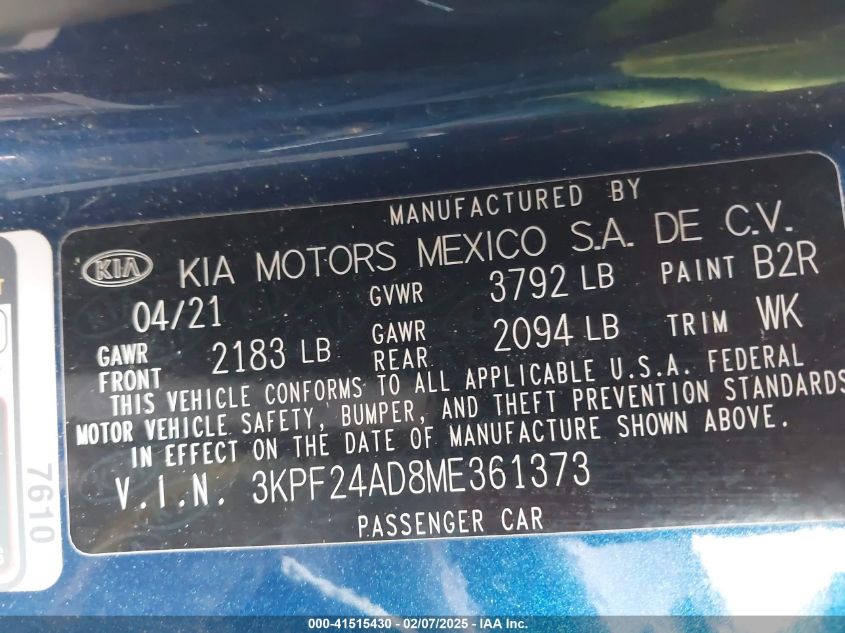 MANUFACTURED BY
KIA KIA MOTORS MEXICO S.A. DE C.V.
04/21 GVWR 3792 LB PAINT B2R
GAWR FRONT 2183 LB GAWR REAR 2094 LB TRIM WK
THIS VEHICLE CONFORMS TO ALL APPLICABLE U.S.A. FEDERAL
MOTOR VEHICLE SAFETY, BUMPER, AND THEFT PREVENTION STANDARDS
IN EFFECT ON THE DATE OF MANUFACTURE SHOWN ABOVE.
V.I.N. 3KPF24AD8ME361373
PASSENGER CAR
7610
000-41515430 - 02/07/2025 - IAA, Inc.